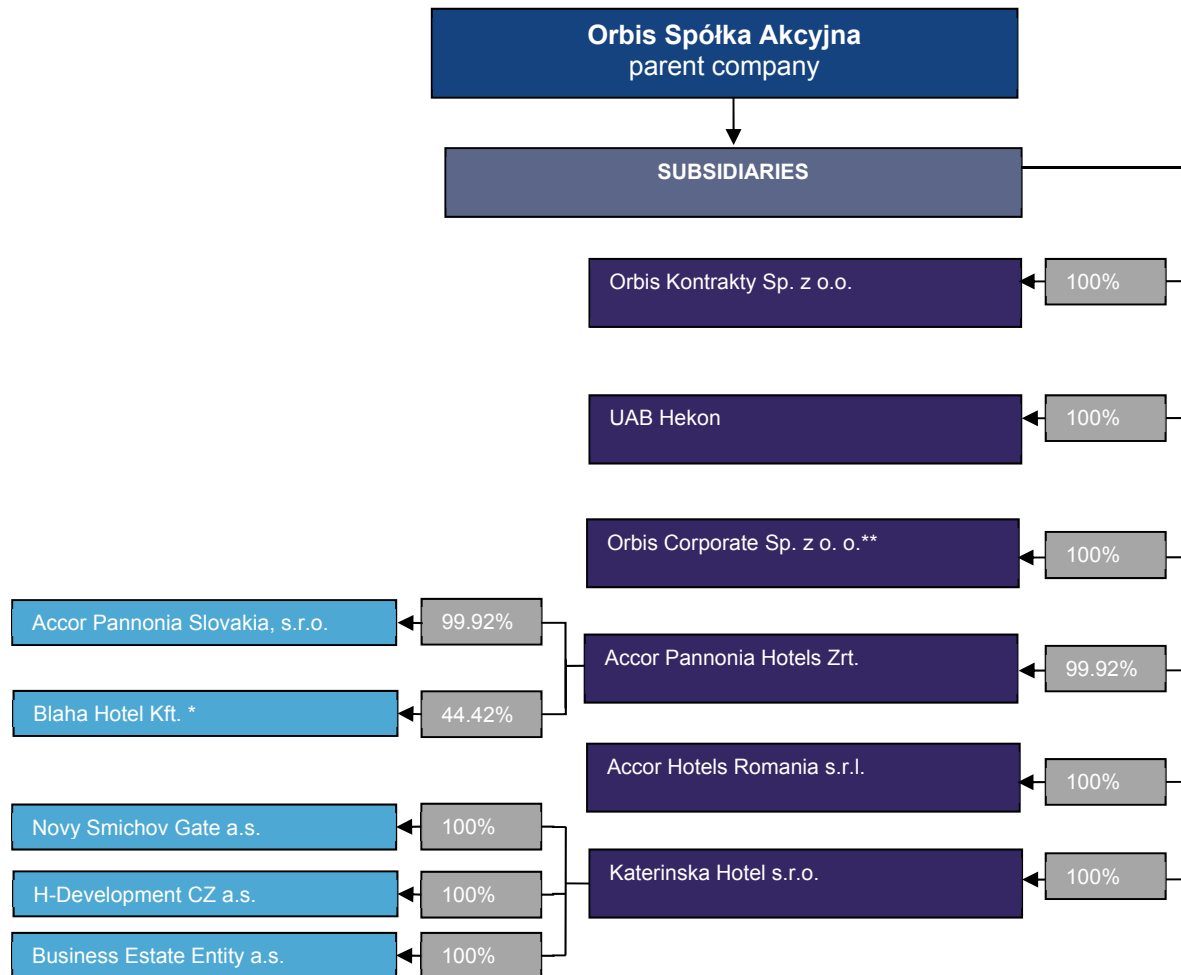 Orbis Spółka Akcyjna
parent company
SUBSIDIARIES
Orbis Kontrakty Sp. z o.o.
100%
UAB Hekon
100%
Orbis Corporate Sp. z o. o.**
100%
Accor Pannonia Slovakia, s.r.o.
99.92%
Accor Pannonia Hotels Zrt.
99.92%
Blaha Hotel Kft. *
44.42%
Accor Hotels Romania s.r.l.
100%
Novy Smichov Gate a.s.
100%
Katerinska Hotel s.r.o.
100%
H-Development CZ a.s.
100%
Business Estate Entity a.s.
100%